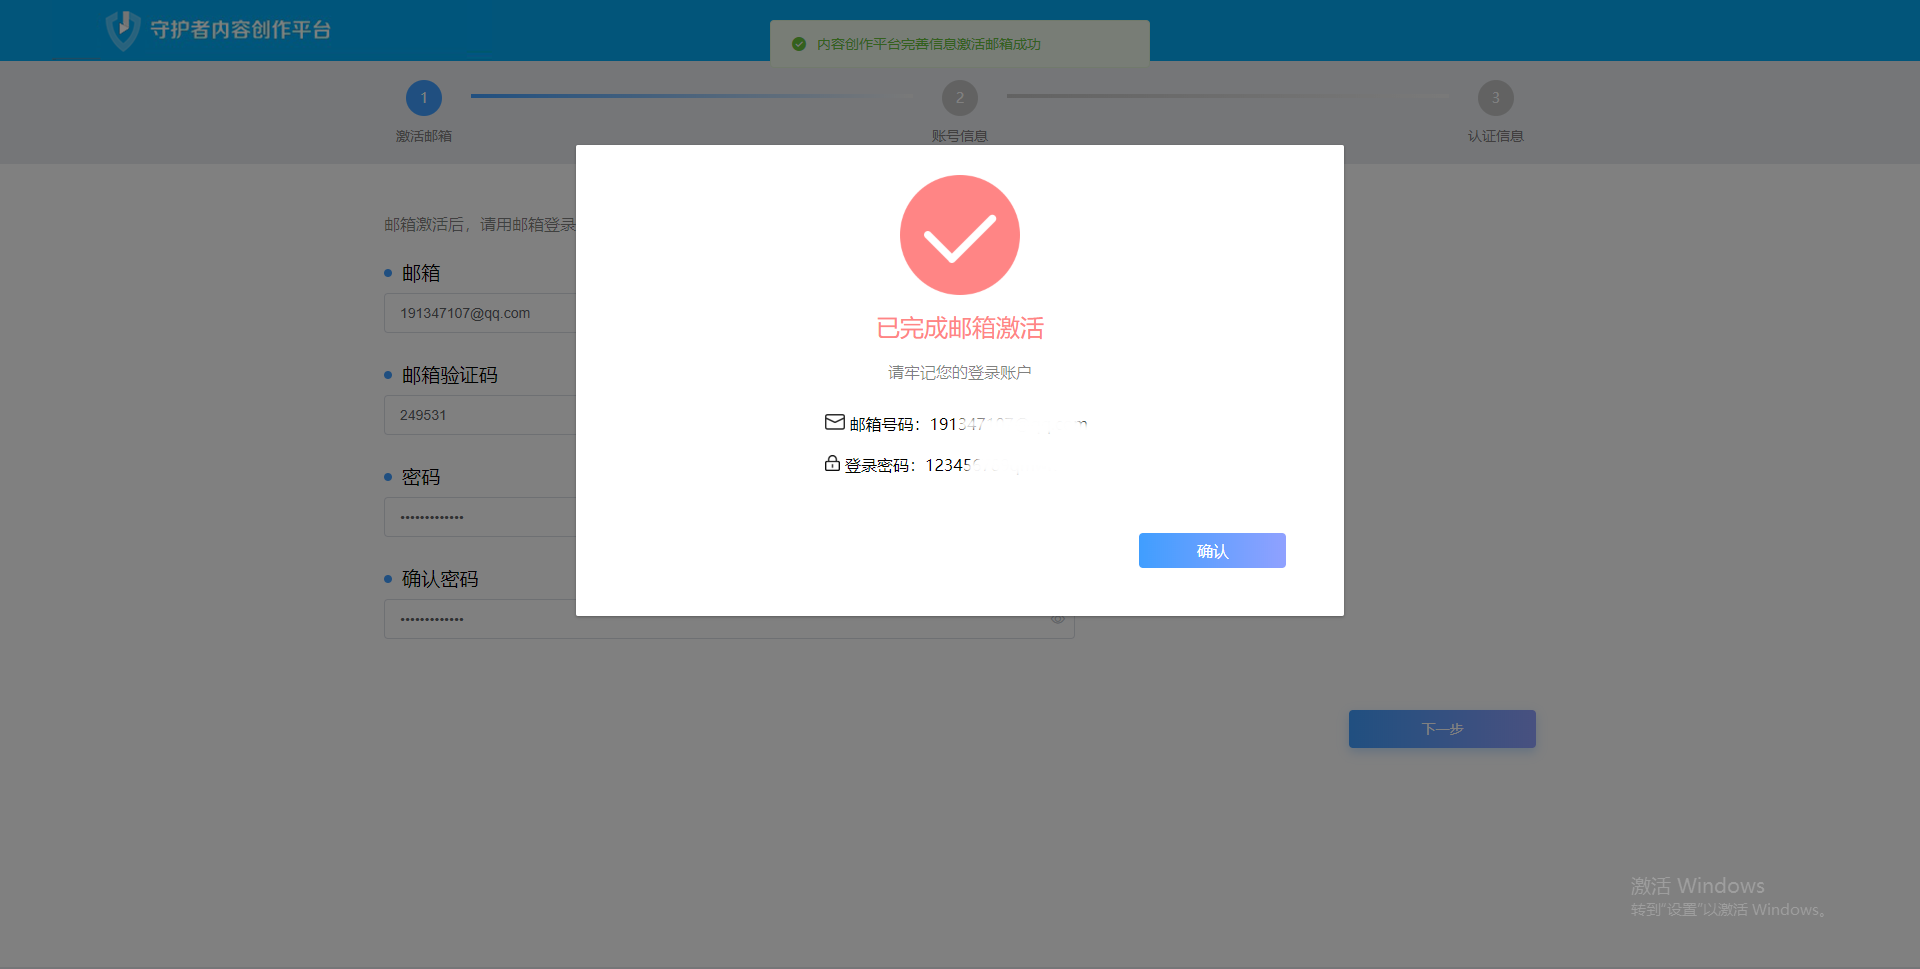 守护者内容创作平台
内容创作平台完善信息激活邮箱成功
1
2
3
激活邮箱
账号信息
认证信息
邮箱激活后，请用邮箱登录
邮箱
191347107@qq.com
邮箱验证码
249531
密码
•••••••••••••
确认密码
•••••••••••••
已完成邮箱激活
请牢记您的登录账户
邮箱号码：
登录密码：
确认
下一步
激活 Windows
转到"设置"以激活 Windows。